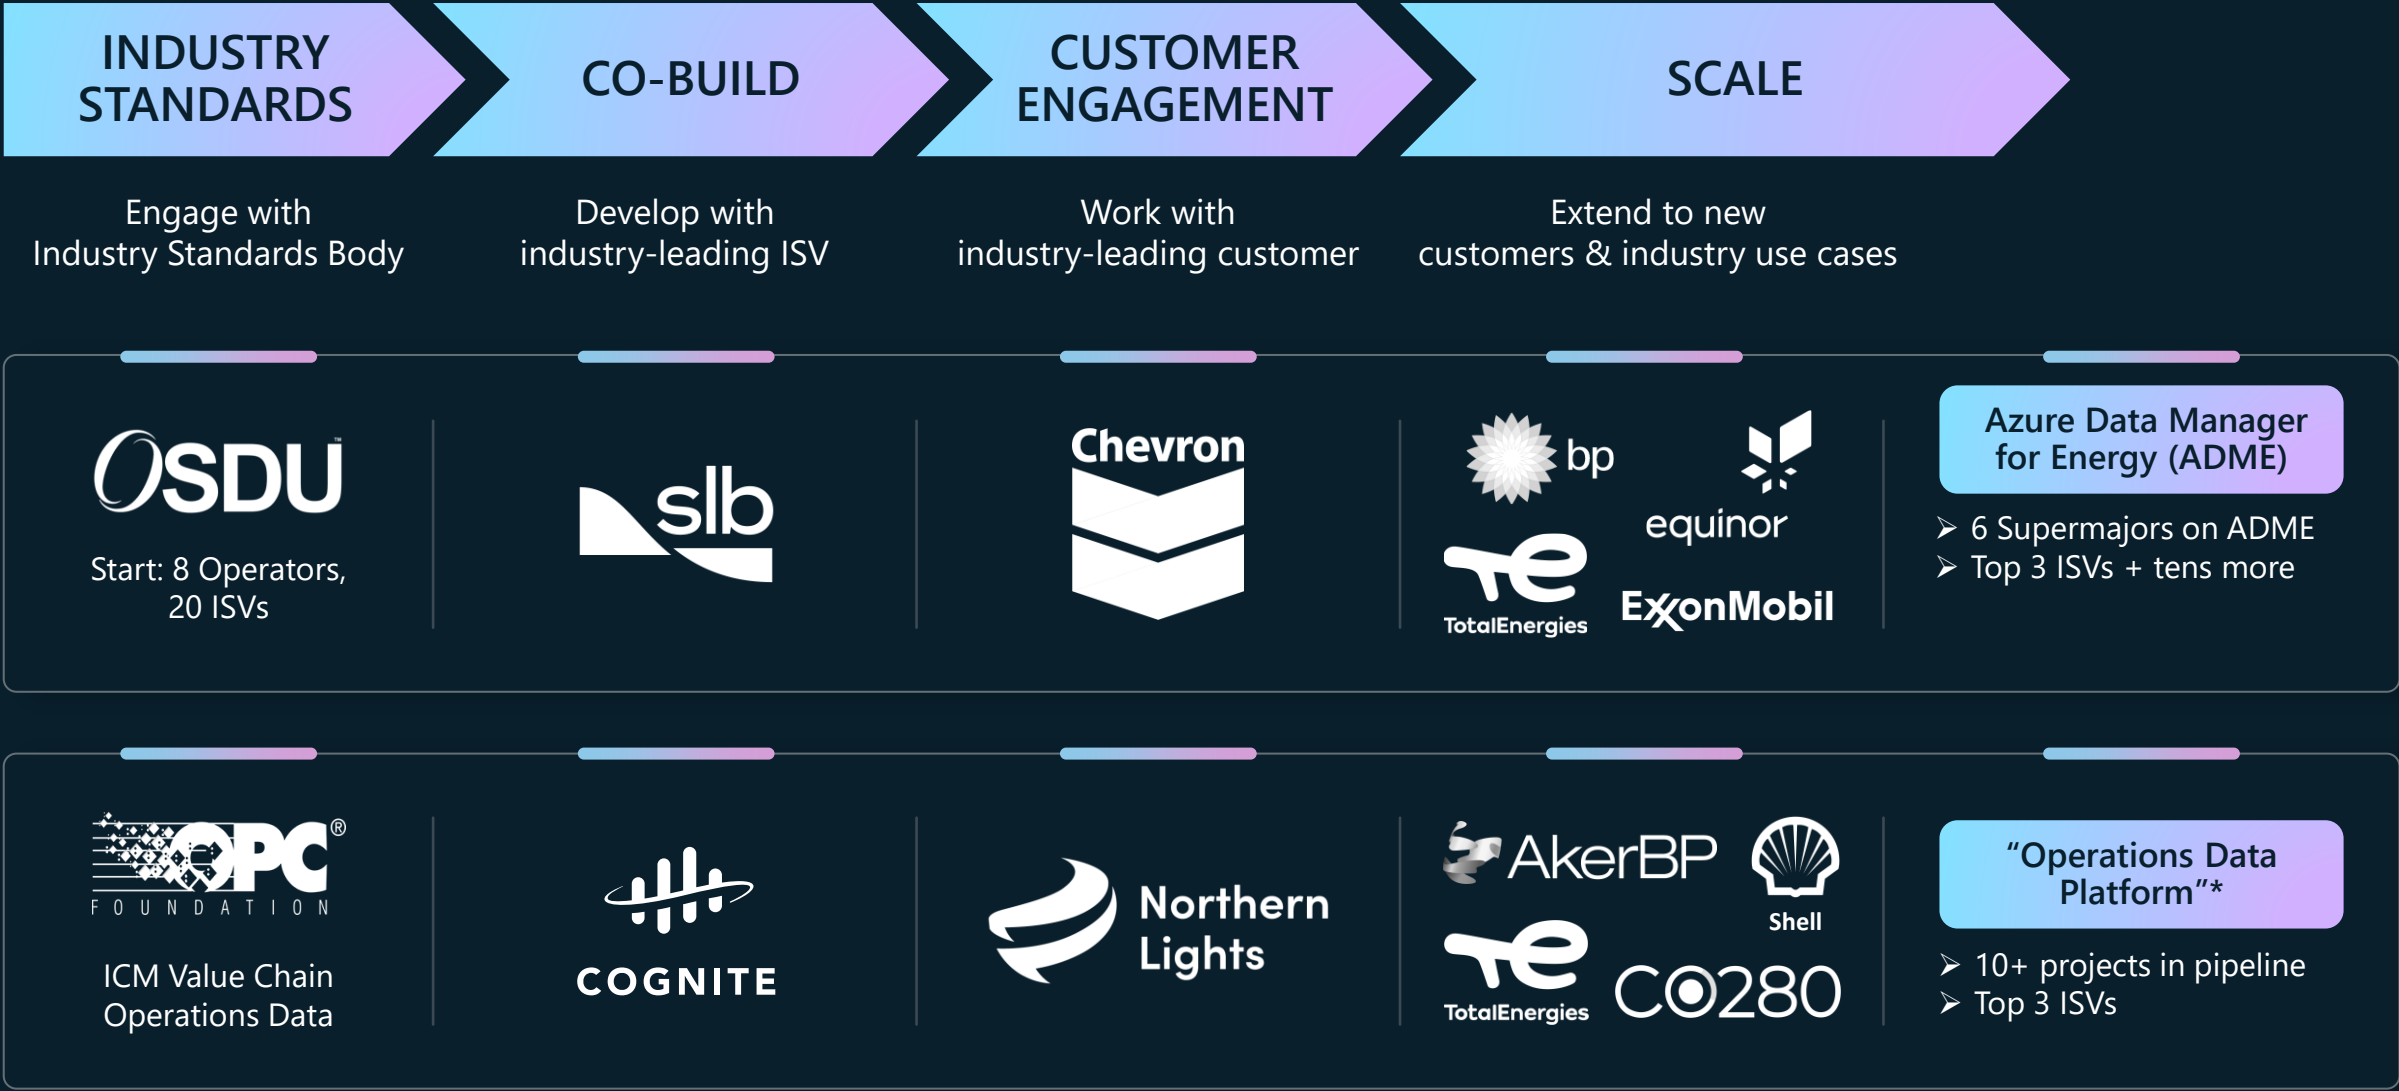 INDUSTRY
STANDARDS
CO-BUILD
CUSTOMER
ENGAGEMENT
SCALE
Engage with
Industry Standards Body
Develop with
industry-leading ISV
Work with
industry-leading customer
Extend to new
customers & industry use cases
OSDU™
Start: 8 Operators,
20 ISVs
slb
Chevron
bp
equinor
TotalEnergies
ExxonMobil
Azure Data Manager
for Energy (ADME)
➢ 6 Supermajors on ADME
➢ Top 3 ISVs + tens more
OPC®
FOUNDATION
ICM Value Chain
Operations Data
COGNITE
Northern
Lights
AkerBP
Shell
TotalEnergies
CO280
“Operations Data
Platform”*
➢ 10+ projects in pipeline
➢ Top 3 ISVs